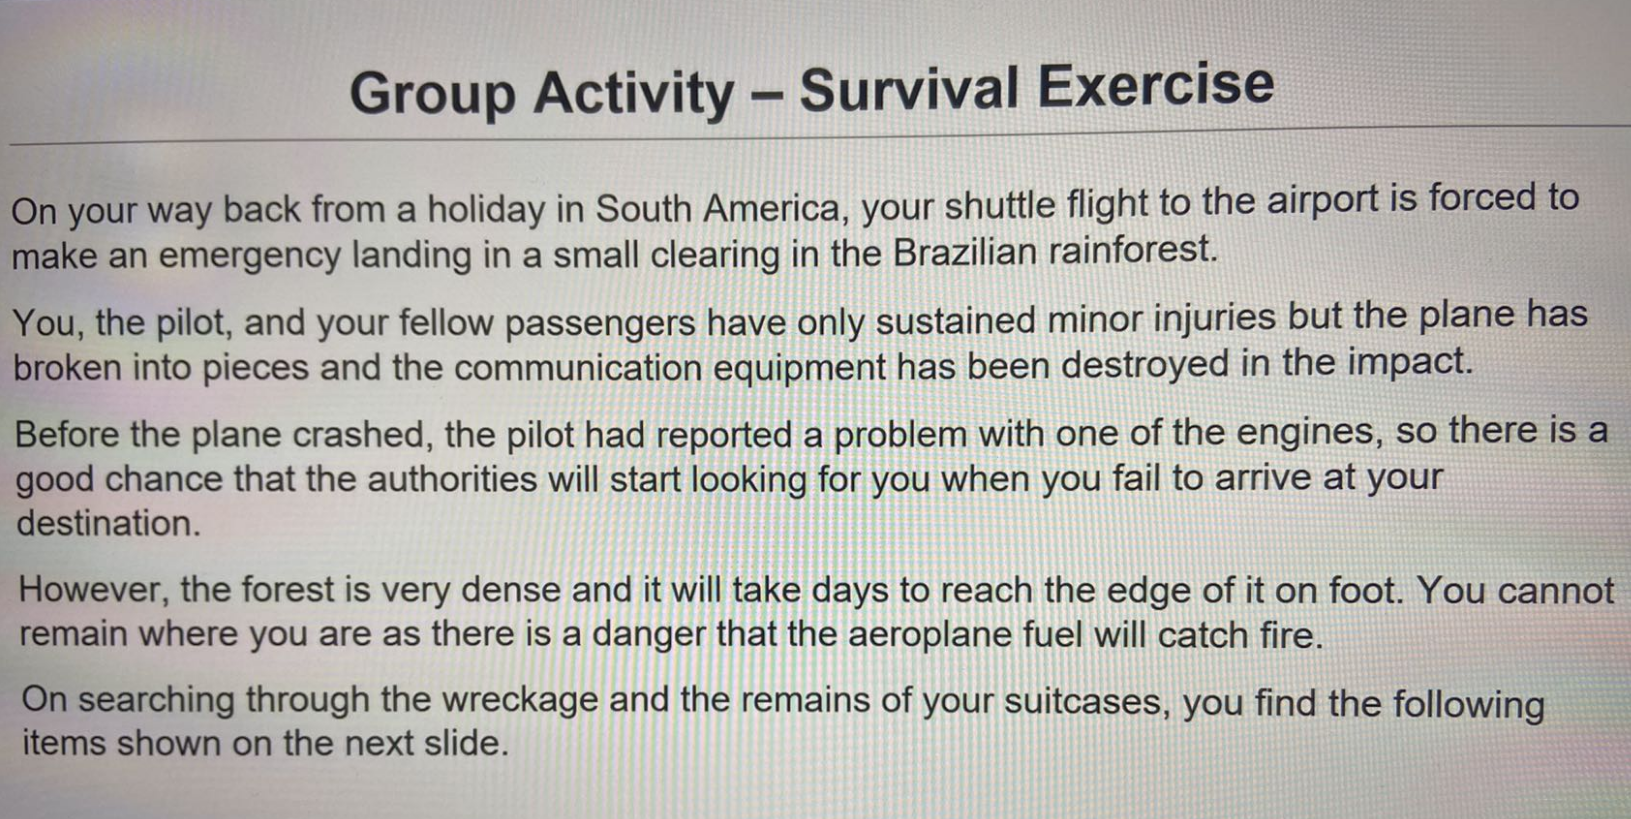 Group Activity – Survival Exercise
On your way back from a holiday in South America, your shuttle flight to the airport is forced to
make an emergency landing in a small clearing in the Brazilian rainforest.
You, the pilot, and your fellow passengers have only sustained minor injuries but the plane has
broken into pieces and the communication equipment has been destroyed in the impact.
Before the plane crashed, the pilot had reported a problem with one of the engines, so there is a
good chance that the authorities will start looking for you when you fail to arrive at your
destination.
However, the forest is very dense and it will take days to reach the edge of it on foot. You cannot
remain where you are as there is a danger that the aeroplane fuel will catch fire.
On searching through the wreckage and the remains of your suitcases, you find the following
items shown on the next slide.